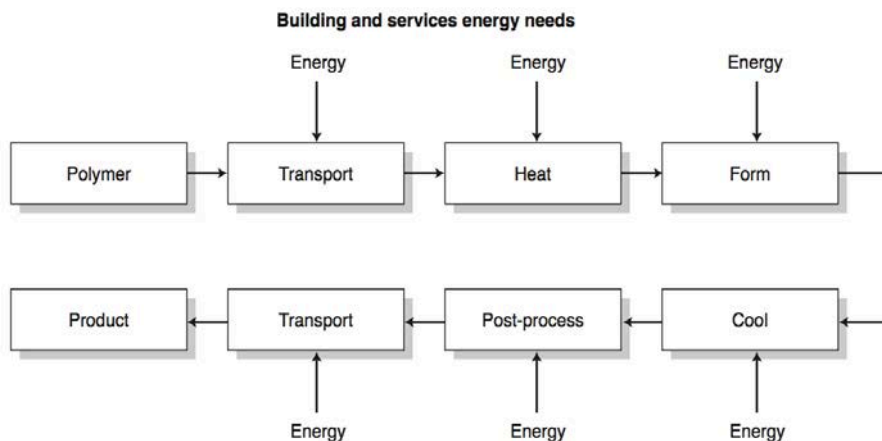 Building and services energy needs
Energy Energy Energy
Polymer Transport Heat Form
Product Transport Post-process Cool
Energy Energy Energy